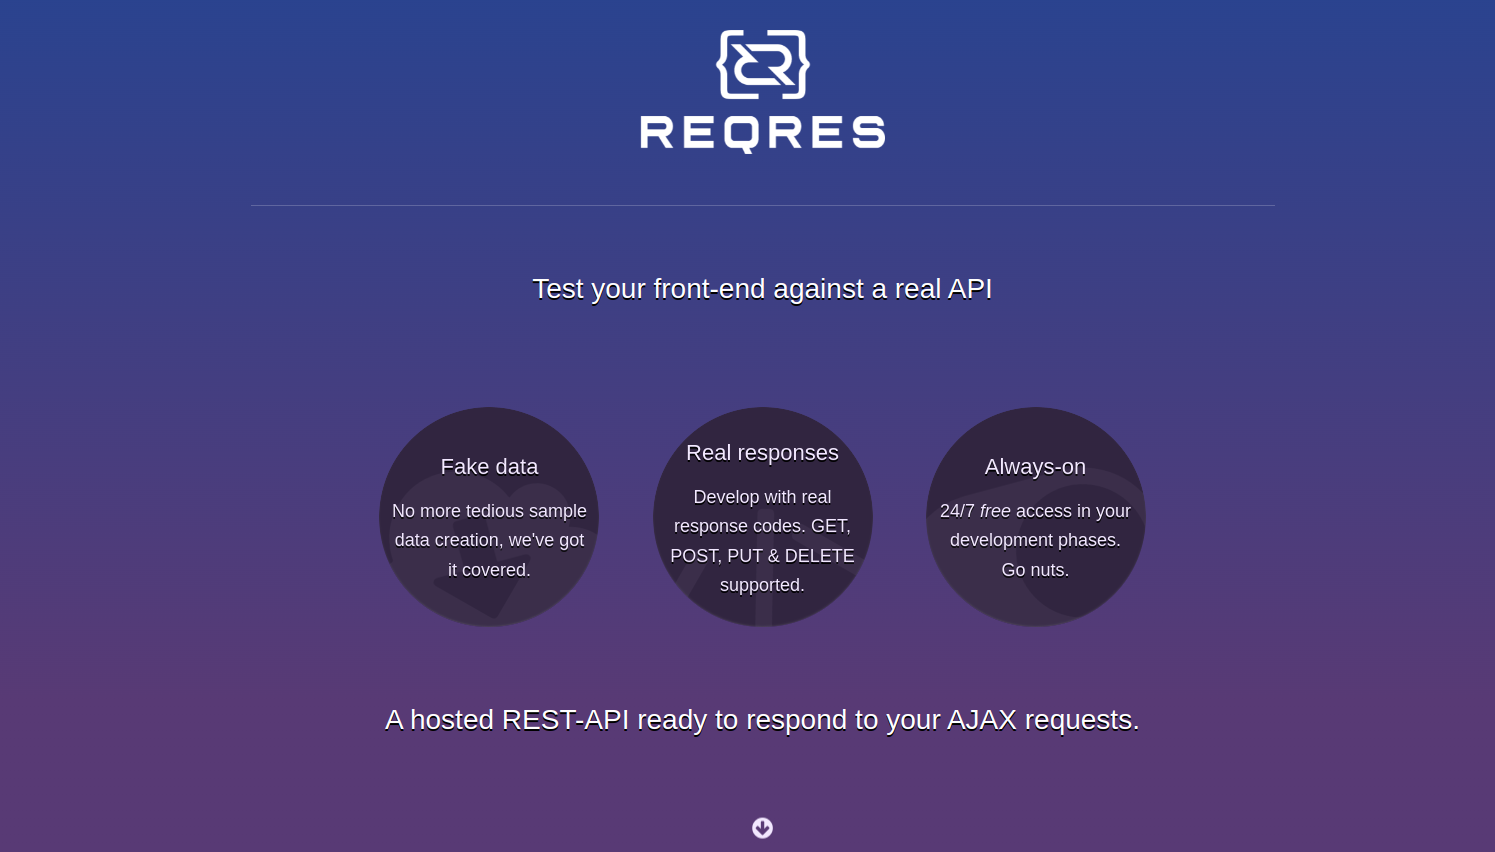 REQRES
Test your front-end against a real API
Fake data
No more tedious sample
data creation, we've got
it covered.
Real responses
Develop with real
response codes. GET,
POST, PUT & DELETE
supported.
Always-on
24/7 free access in your
development phases.
Go nuts.
A hosted REST-API ready to respond to your AJAX requests.